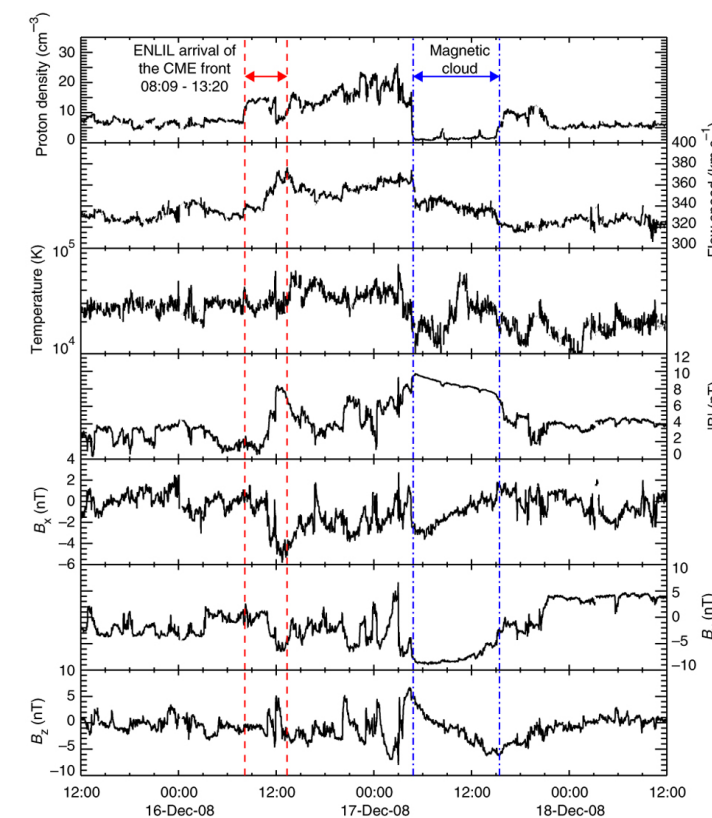 ENLIL arrival of
the CME front
08:09 - 13:20
Magnetic
cloud
Proton density (cm⁻³)
30
20
10
0
400
380
360
340
320
300
Temperature (K)
10⁵
10⁴
|B| (nT)
12
10
8
6
4
2
0
Bₓ (nT)
4
2
0
−2
−4
−6
B (nT)
10
5
0
−5
−10
B_z (nT)
10
5
0
−5
−10
12:00 00:00 12:00 00:00 12:00 00:00 12:00
16-Dec-08 17-Dec-08 18-Dec-08